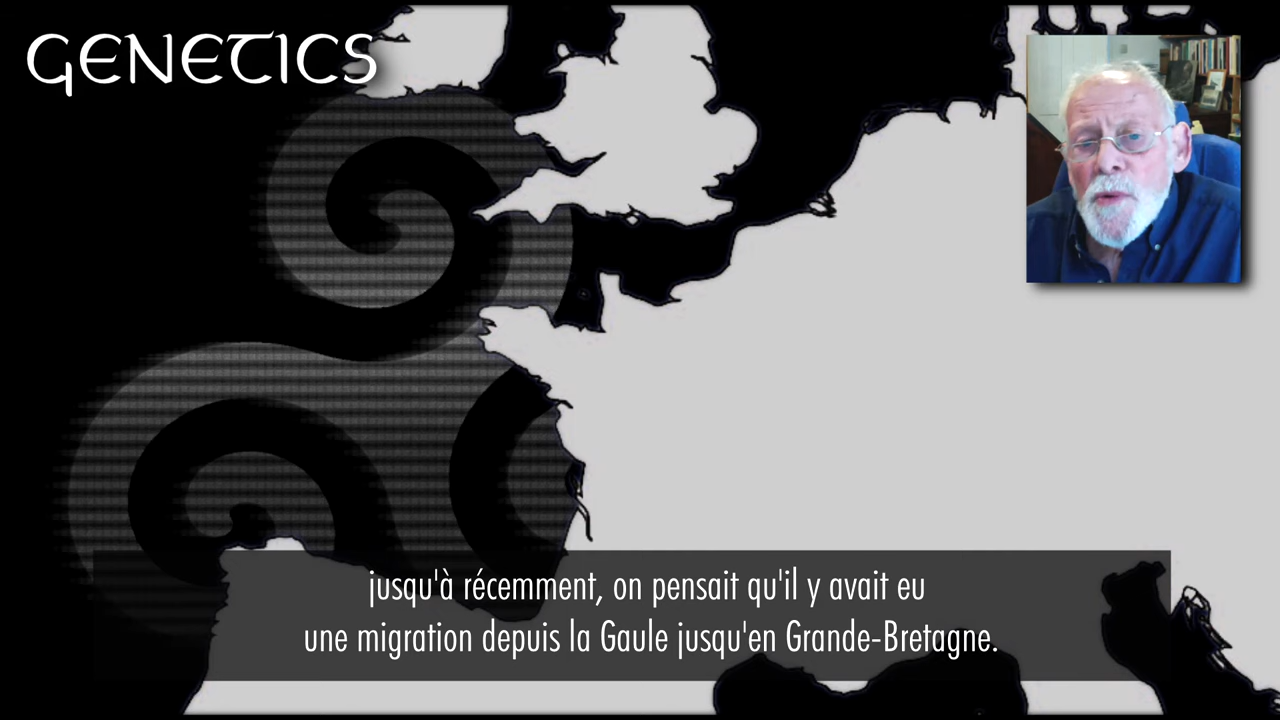 GENETICS
jusqu'à récemment, on pensait qu'il y avait eu
une migration depuis la Gaule jusqu'en Grande-Bretagne.